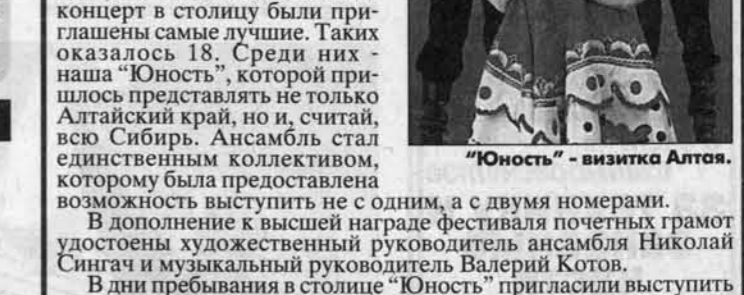 концерт в столицу были при-
глашены самые лучшие. Таких
оказалось 18. Среди них -
наша “Юность”, которой при-
шлось представлять не только
Алтайский край, но и, считай,
всю Сибирь. Ансамбль стал
единственным коллективом,
которому была предоставлена
возможность выступить не с одним, а с двумя номерами.
В дополнение к высшей награде фестиваля почетных грамот
удостоены художественный руководитель ансамбля Николай
Сингач и музыкальный руководитель Валерий Котов.
В дни пребывания в столице “Юность” пригласили выступить
“Юность” - визитка Алтая.